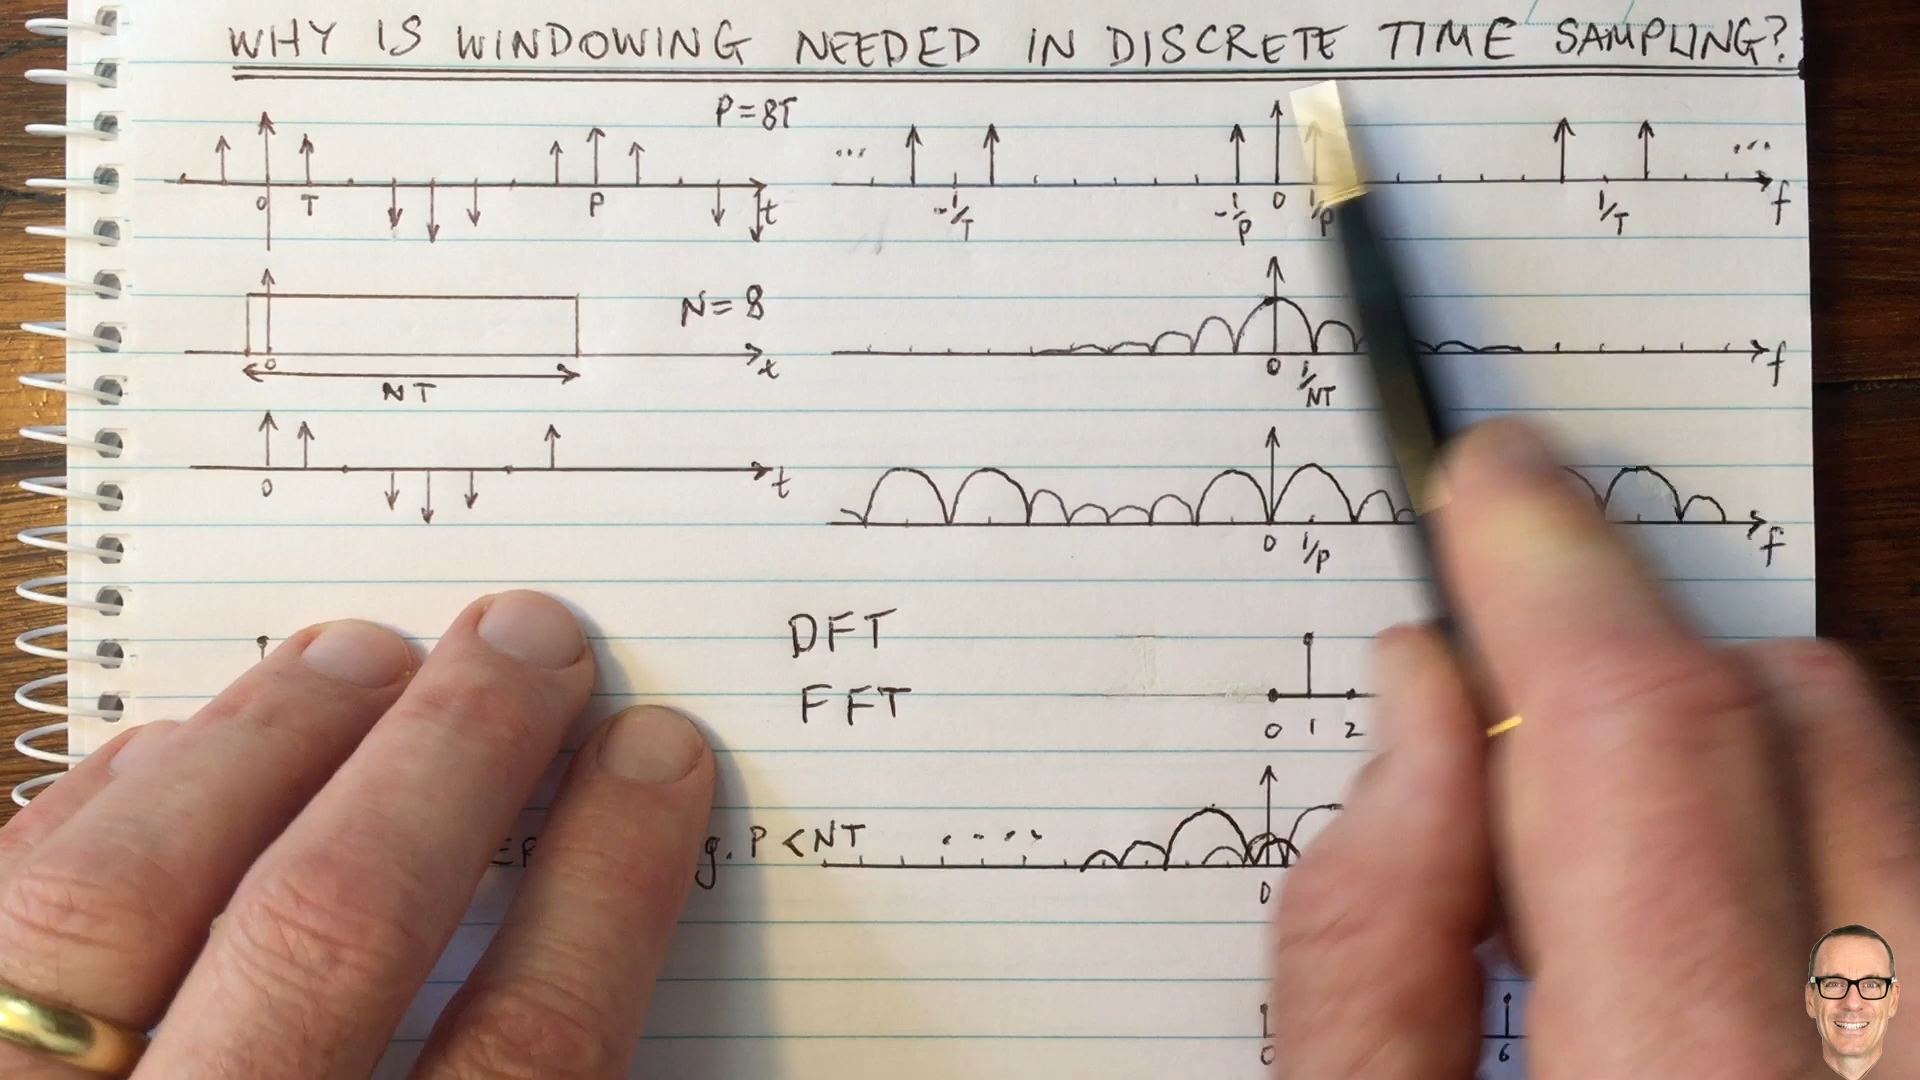 WHY IS WINDOWING NEEDED IN DISCRETE TIME SAMPLING?
P=8T
0 T P t
... -1/T -1/P 0 1/P 1/T ... f
N=8
0 t
NT
0 1/NT f
0 t
0 1/P f
DFT
0 1 2
FFT
g. P<NT
....
0
0 6